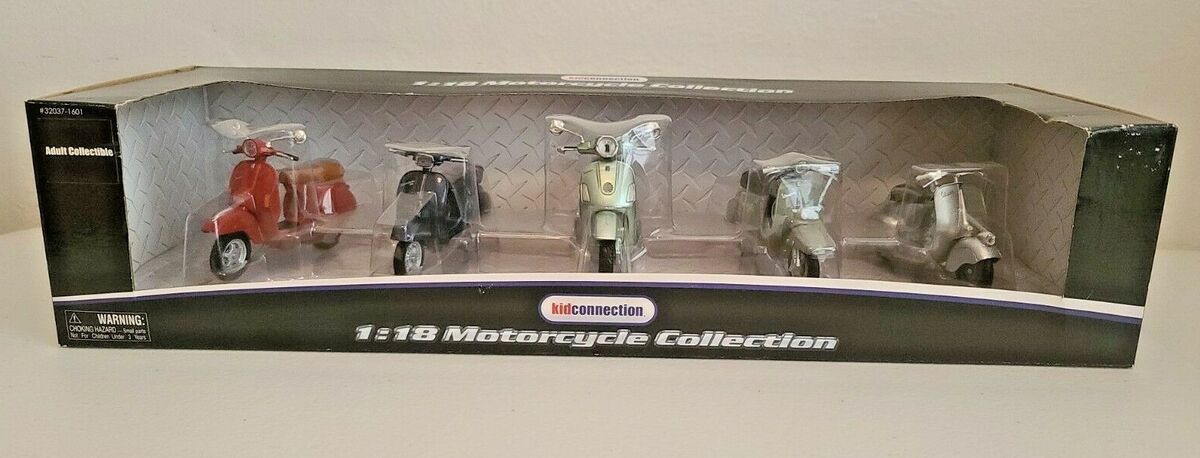 kidconnection
1:18 Motorcycle Collection
#32037-1601
Adult Collectible
WARNING:
CHOKING HAZARD - Small parts
Not For Children Under 3 Years
kidconnection
1:18 Motorcycle Collection